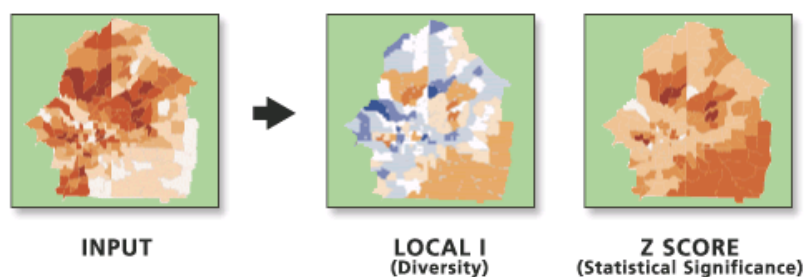 INPUT
LOCAL I
(Diversity)
Z SCORE
(Statistical Significance)